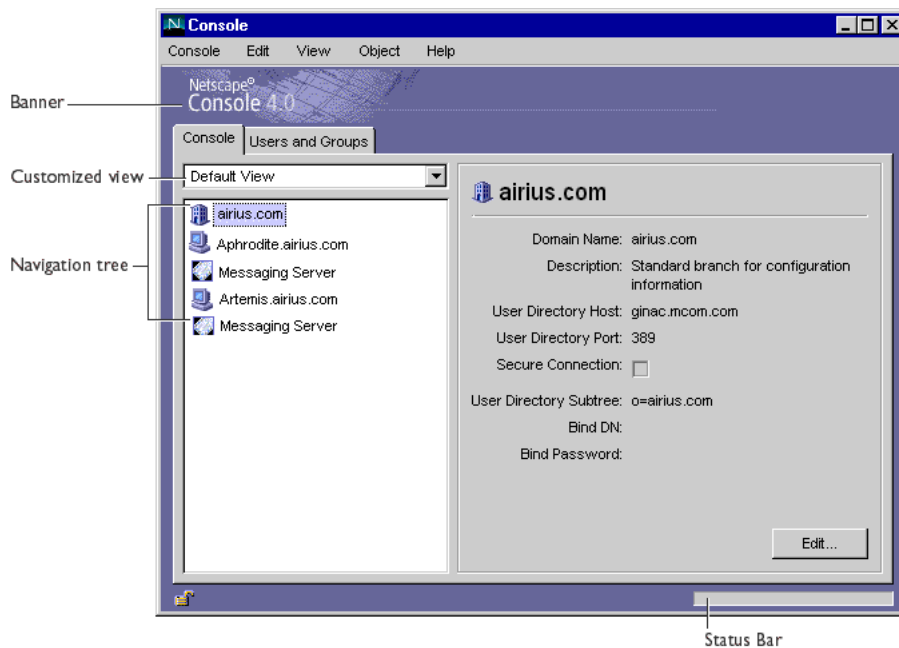 Console
Console Edit View Object Help
Netscape®
Console 4.0
Banner
Console Users and Groups
Customized view
Default View
airius.com
Aphrodite.airius.com
Messaging Server
Artemis.airius.com
Messaging Server
Navigation tree
airius.com
Domain Name: airius.com
Description: Standard branch for configuration
information
User Directory Host: ginac.mcom.com
User Directory Port: 389
Secure Connection:
User Directory Subtree: o=airius.com
Bind DN:
Bind Password:
Edit...
Status Bar